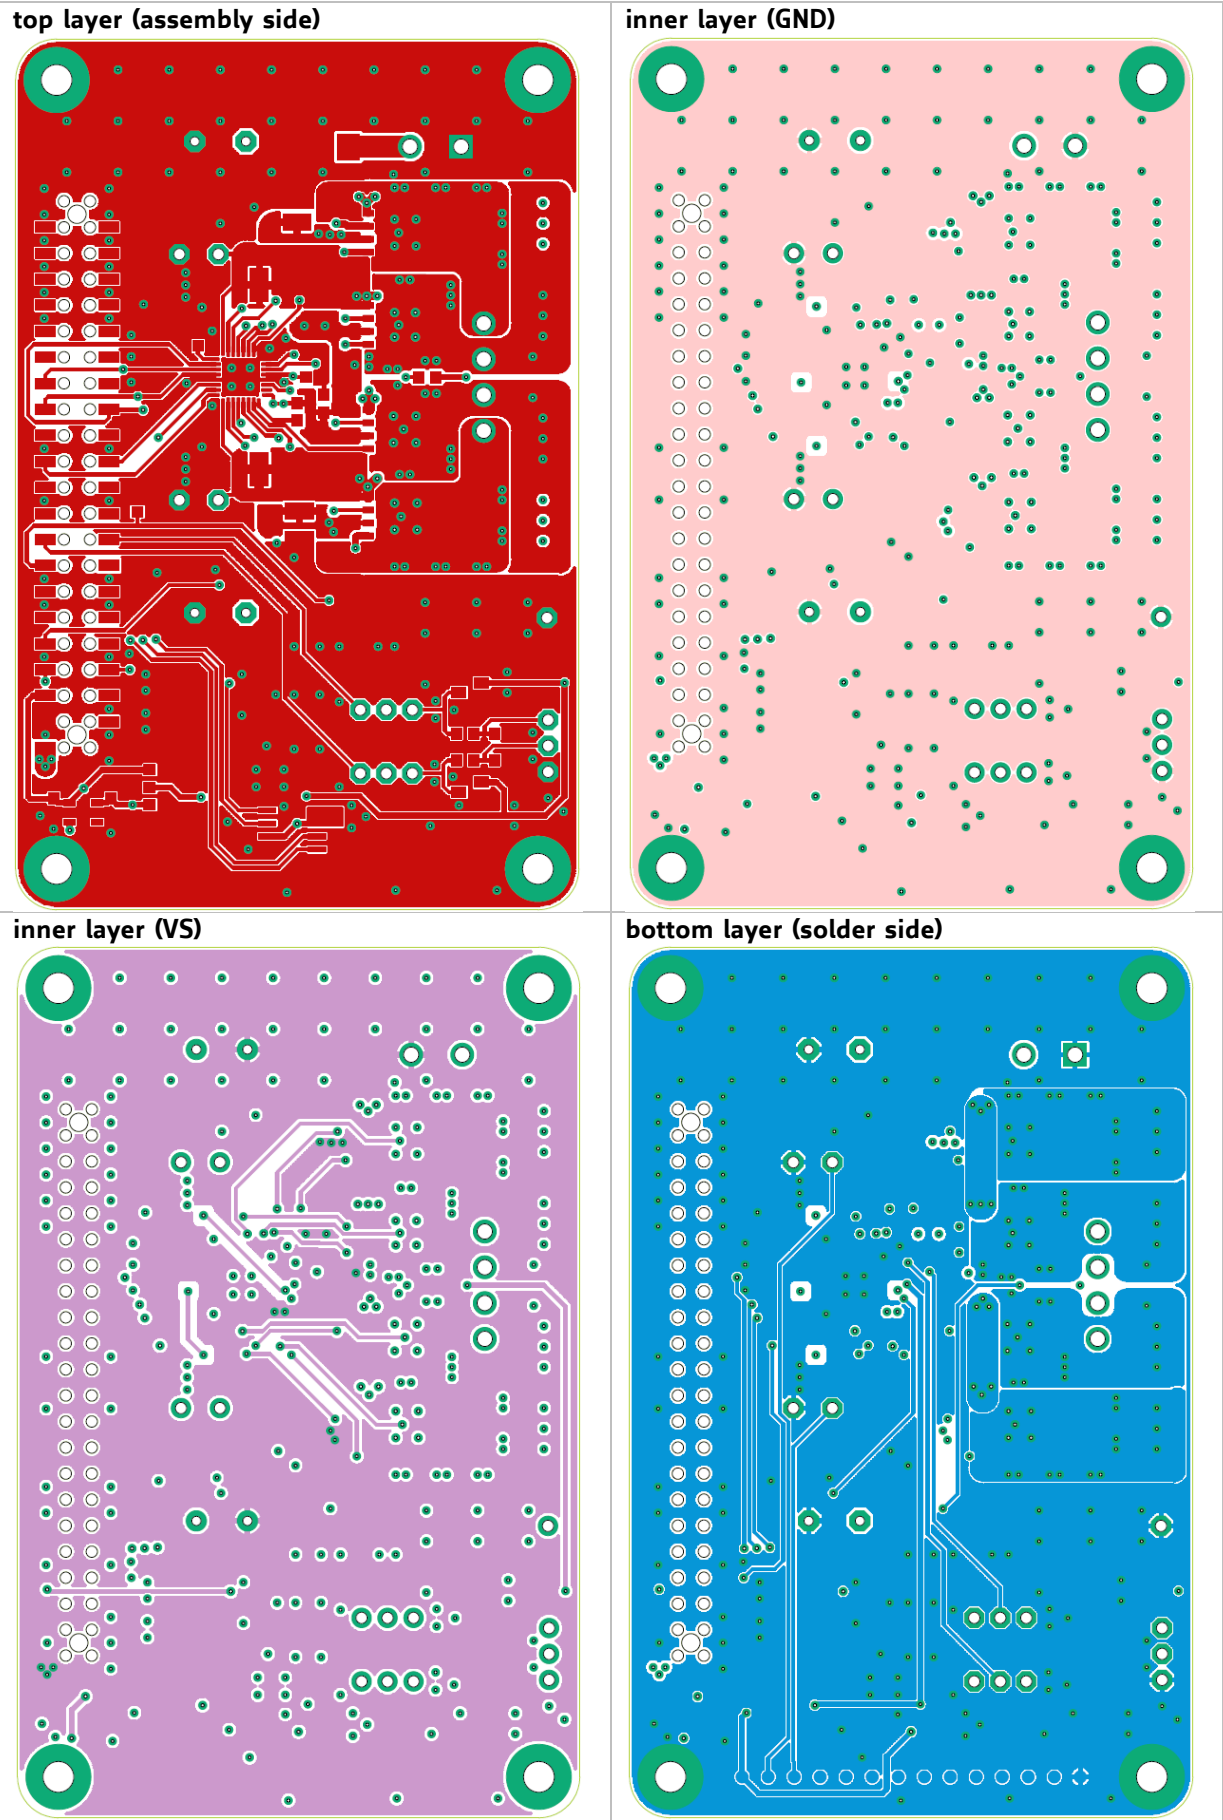 top layer (assembly side)
inner layer (GND)
inner layer (VS)
bottom layer (solder side)